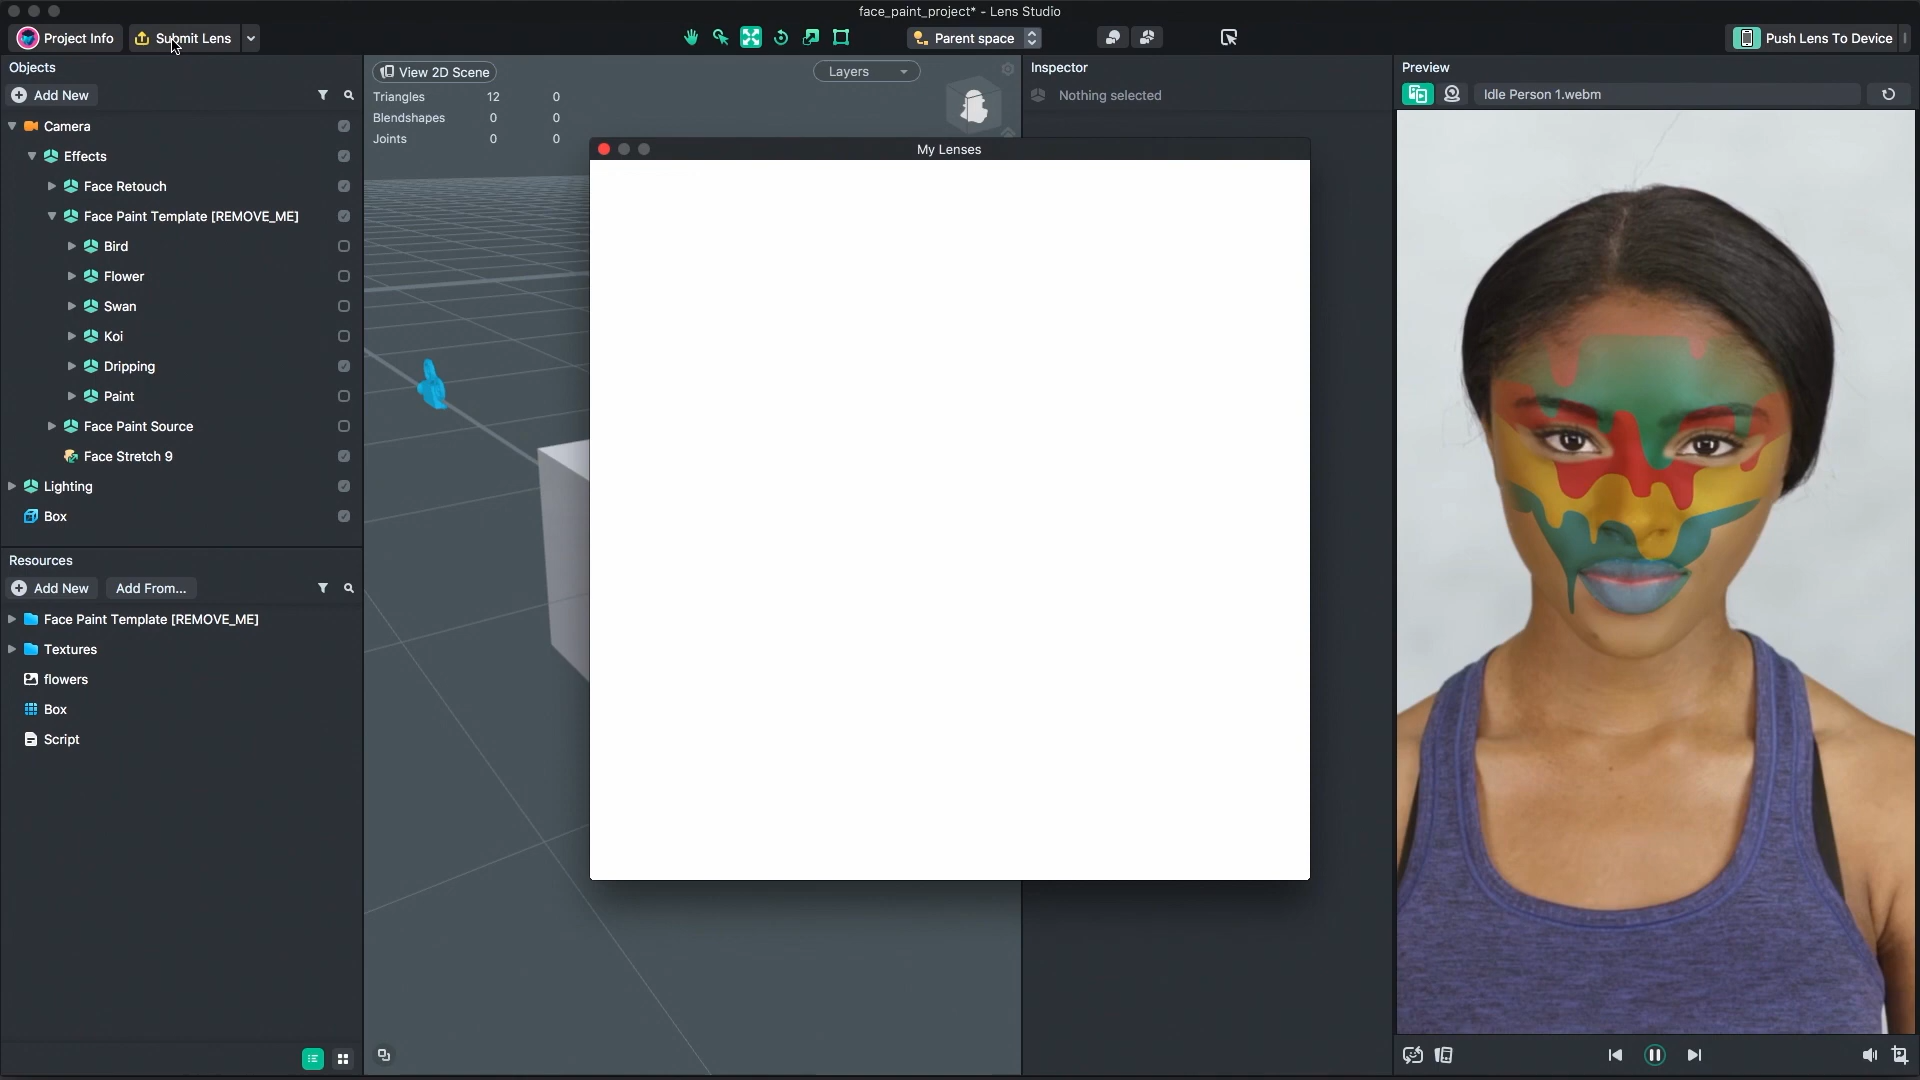 face_paint_project* - Lens Studio
Project Info
Submit Lens
Parent space
Push Lens To Device
Objects
Add New
Camera
Effects
Face Retouch
Face Paint Template [REMOVE_ME]
Bird
Flower
Swan
Koi
Dripping
Paint
Face Paint Source
Face Stretch 9
Lighting
Box
Resources
Add New
Add From...
Face Paint Template [REMOVE_ME]
Textures
flowers
Box
Script
View 2D Scene
Layers
Triangles 12 0
Blendshapes 0 0
Joints 0 0
My Lenses
Inspector
Nothing selected
Preview
Idle Person 1.webm